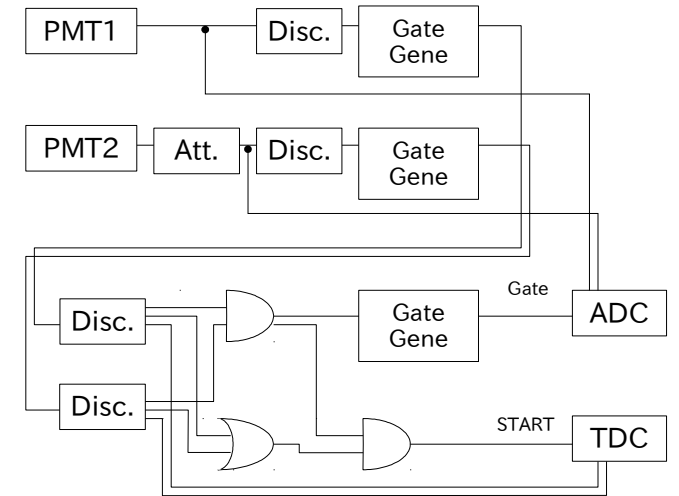 PMT1
Disc.
Gate
Gene
PMT2
Att.
Disc.
Gate
Gene
Disc.
Gate
Gene
Gate
ADC
Disc.
START
TDC